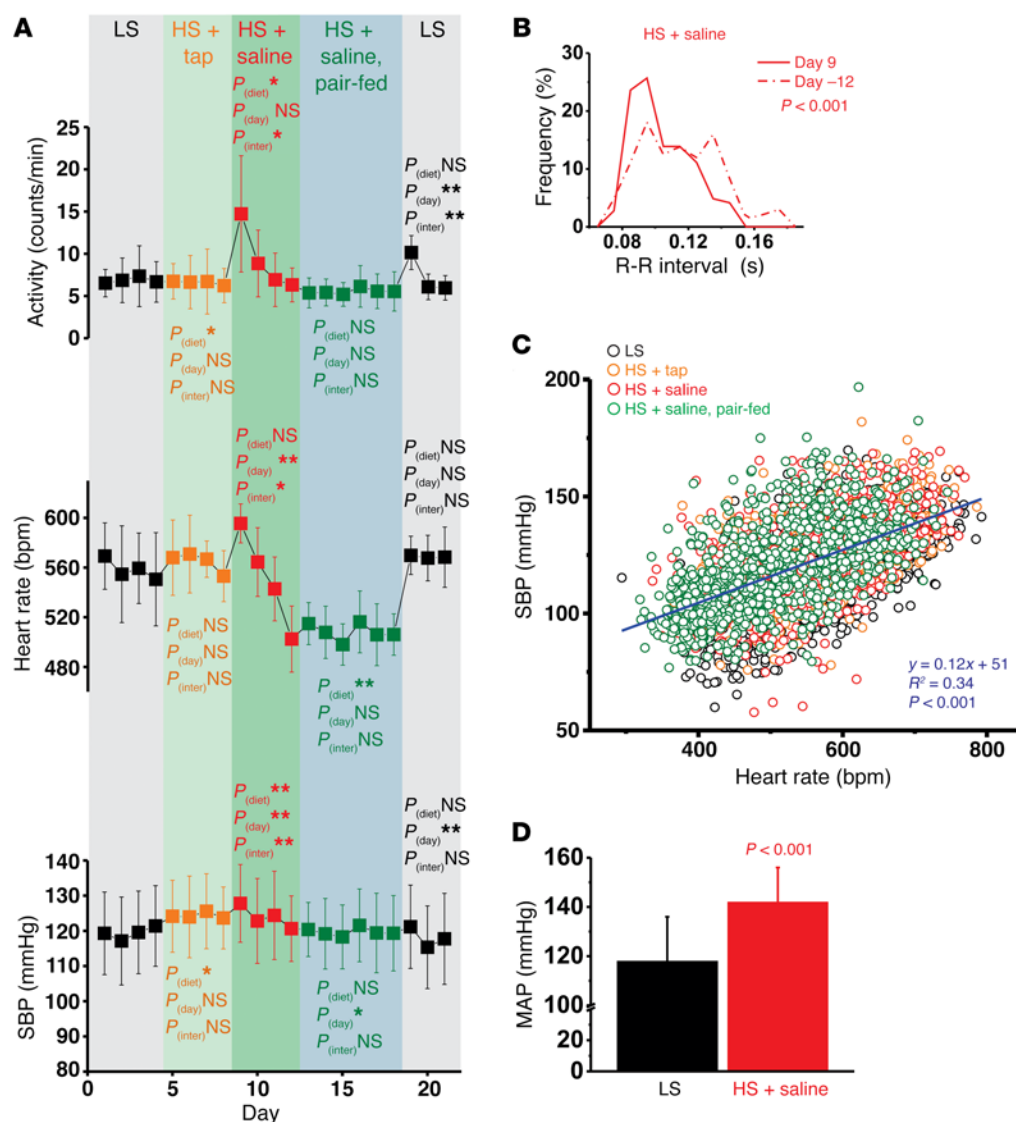 A
LS
HS + tap
HS + saline
HS + saline, pair-fed
LS
P(diet)*
P(day)NS
P(inter)*
P(diet)NS
P(day)**
P(inter)**
25
20
15
10
5
0
Activity (counts/min)
P(diet)*
P(day)NS
P(inter)NS
P(diet)NS
P(day)NS
P(inter)NS
P(diet)NS
P(day)**
P(inter)*
P(diet)NS
P(day)NS
P(inter)NS
600
560
520
480
Heart rate (bpm)
P(diet)NS
P(day)NS
P(inter)NS
P(diet)**
P(day)NS
P(inter)NS
P(diet)**
P(day)**
P(inter)**
P(diet)NS
P(day)**
P(inter)NS
140
130
120
110
100
90
80
SBP (mmHg)
P(diet)*
P(day)NS
P(inter)NS
P(diet)NS
P(day)*
P(inter)NS
0 5 10 15 20
Day
B
HS + saline
Day 9
Day –12
P < 0.001
30
20
10
0
Frequency (%)
0.08 0.12 0.16
R-R interval (s)
C
LS
HS + tap
HS + saline
HS + saline, pair-fed
200
150
100
50
SBP (mmHg)
y = 0.12x + 51
R² = 0.34
P < 0.001
400 600 800
Heart rate (bpm)
D
P < 0.001
160
140
120
100
20
0
MAP (mmHg)
LS
HS + saline